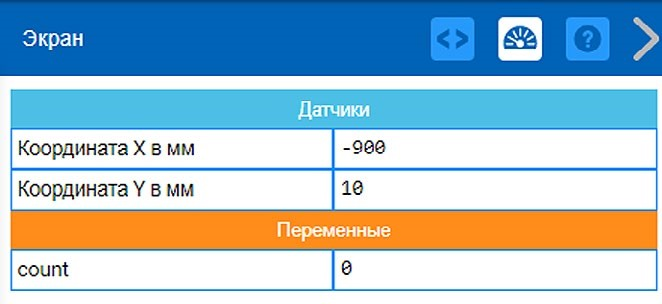 Экран
Датчики
Координата X в мм -900
Координата Y в мм 10
Переменные
count 0